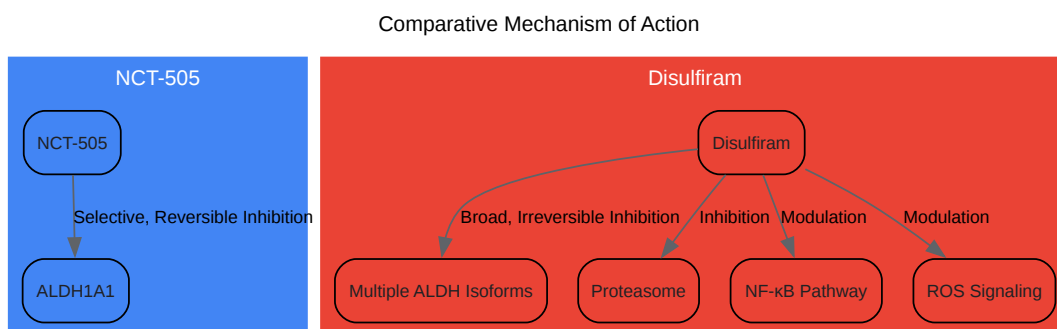 Comparative Mechanism of Action
NCT-505
Disulfiram
NCT-505
Disulfiram
Selective, Reversible Inhibition
Broad, Irreversible Inhibition
Inhibition
Modulation
Modulation
ALDH1A1
Multiple ALDH Isoforms
Proteasome
NF-κB Pathway
ROS Signaling